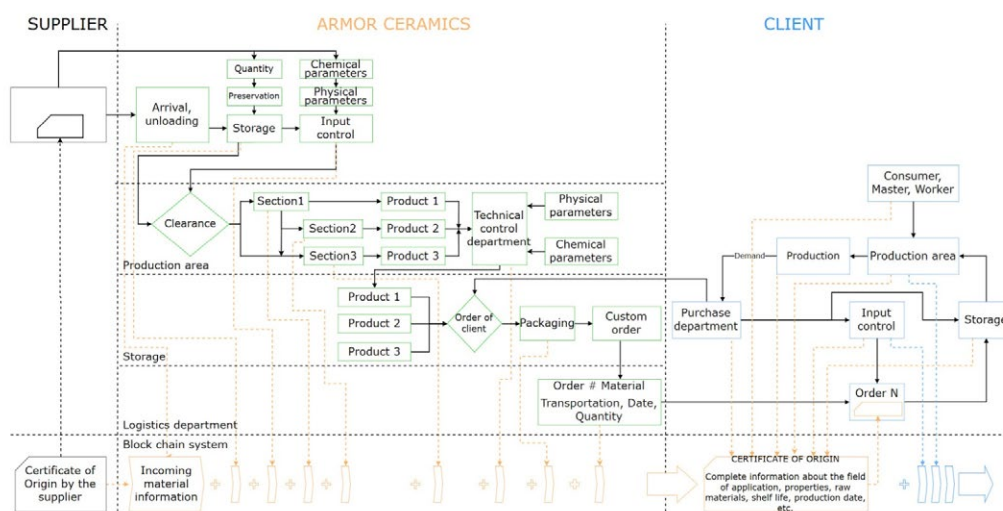 SUPPLIER
ARMOR CERAMICS
CLIENT
Quantity
Chemical
parameters
Preservation
Physical
parameters
Arrival,
unloading
Storage
Input
control
Clearance
Section1
Product 1
Section2
Product 2
Section3
Product 3
Technical
control
department
Physical
parameters
Chemical
parameters
Production area
Consumer,
Master, Worker
Demand
Production
Production area
Product 1
Product 2
Product 3
Order of
client
Packaging
Custom
order
Purchase
department
Input
control
Storage
Storage
Order # Material
Transportation, Date,
Quantity
Order N
Logistics department
Block chain system
Certificate of
Origin by the
supplier
Incoming
material
information
+
+
+
+
+
+
+
+
CERTIFICATE OF ORIGIN
Complete information about the field
of application, properties, raw
materials, shelf life, production date,
etc.
+